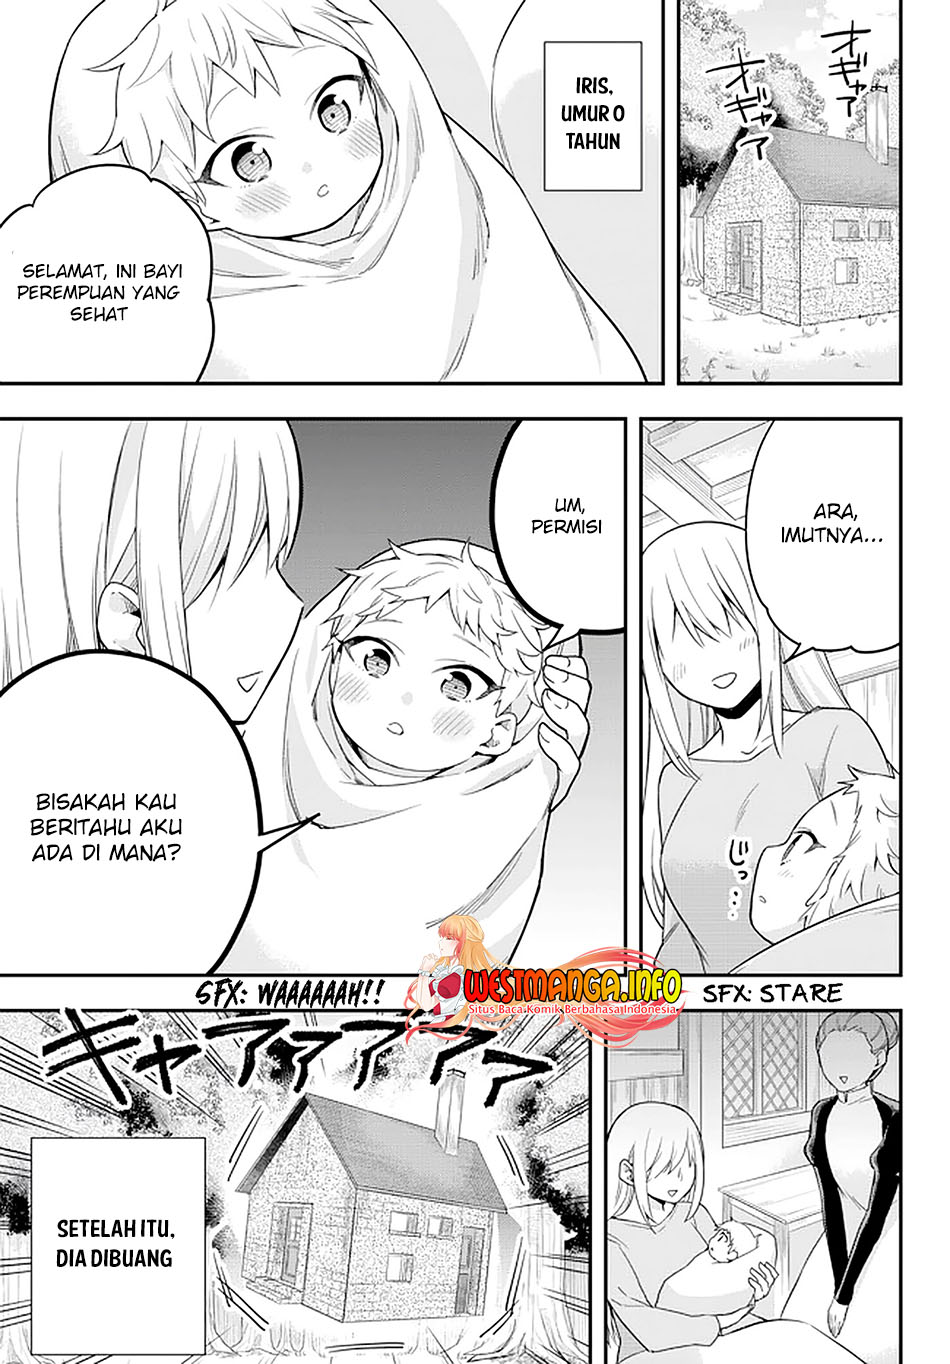 オギャア
オギャア
IRIS,
UMUR 0
TAHUN
SELAMAT, INI BAYI
PEREMPUAN YANG
SEHAT
ARA,
IMUTNYA...
じっ...
UM,
PERMISI
BISAKAH KAU
BERITAHU AKU
ADA DI MANA?
SFX: STARE
WESTMANGA.INFO
Situs Baca Komik Berbahasa Indonesia
SFX: WAAAAAAH!!
キャアアアアアー
SETELAH ITU,
DIA DIBUANG